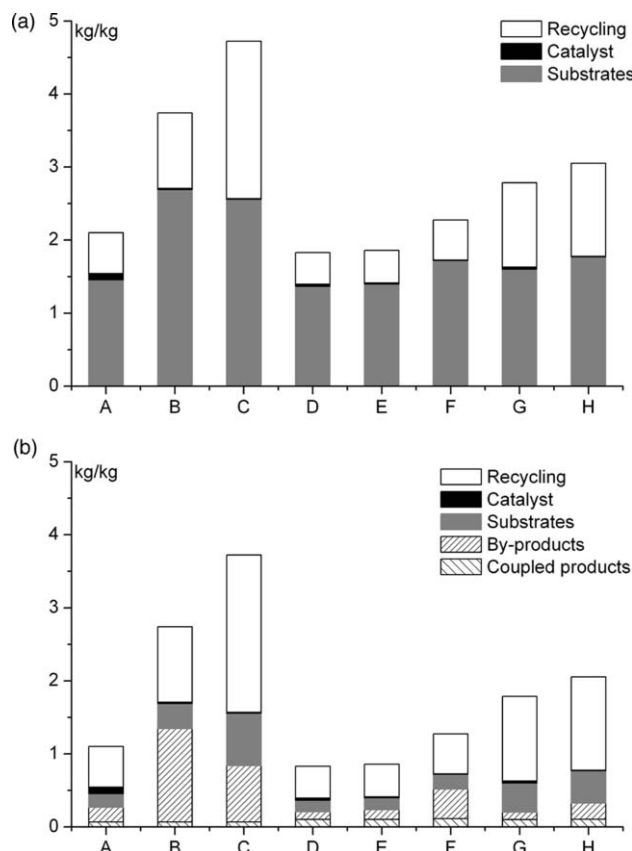 (a)
kg/kg
Recycling
Catalyst
Substrates
5
4
3
2
1
0
A B C D E F G H
(b)
kg/kg
Recycling
Catalyst
Substrates
By-products
Coupled products
5
4
3
2
1
0
A B C D E F G H